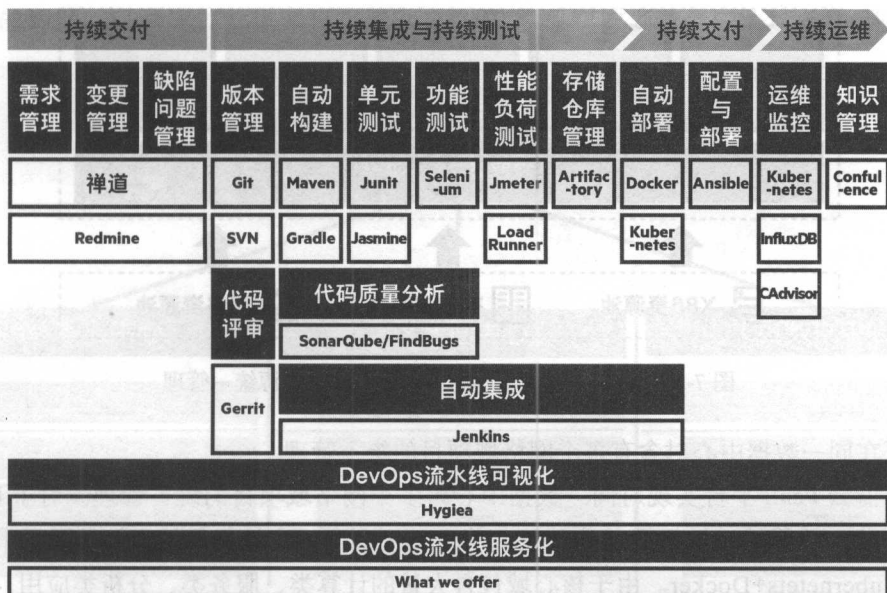 持续交付
持续集成与持续测试
持续交付
持续运维
需求
管理
变更
管理
缺陷
问题
管理
版本
管理
自动
构建
单元
测试
功能
测试
性能
负荷
测试
存储
仓库
管理
自动
部署
配置
与
部署
运维
监控
知识
管理
禅道
Git
Maven
Junit
Seleni
-um
Jmeter
Artifac
-tory
Docker
Ansible
Kuber
-netes
Conful
-ence
Redmine
SVN
Gradle
Jasmine
Load
Runner
Kuber
-netes
InfluxDB
CAdvisor
代码
评审
代码质量分析
SonarQube/FindBugs
Gerrit
自动集成
Jenkins
DevOps流水线可视化
Hygiea
DevOps流水线服务化
What we offer